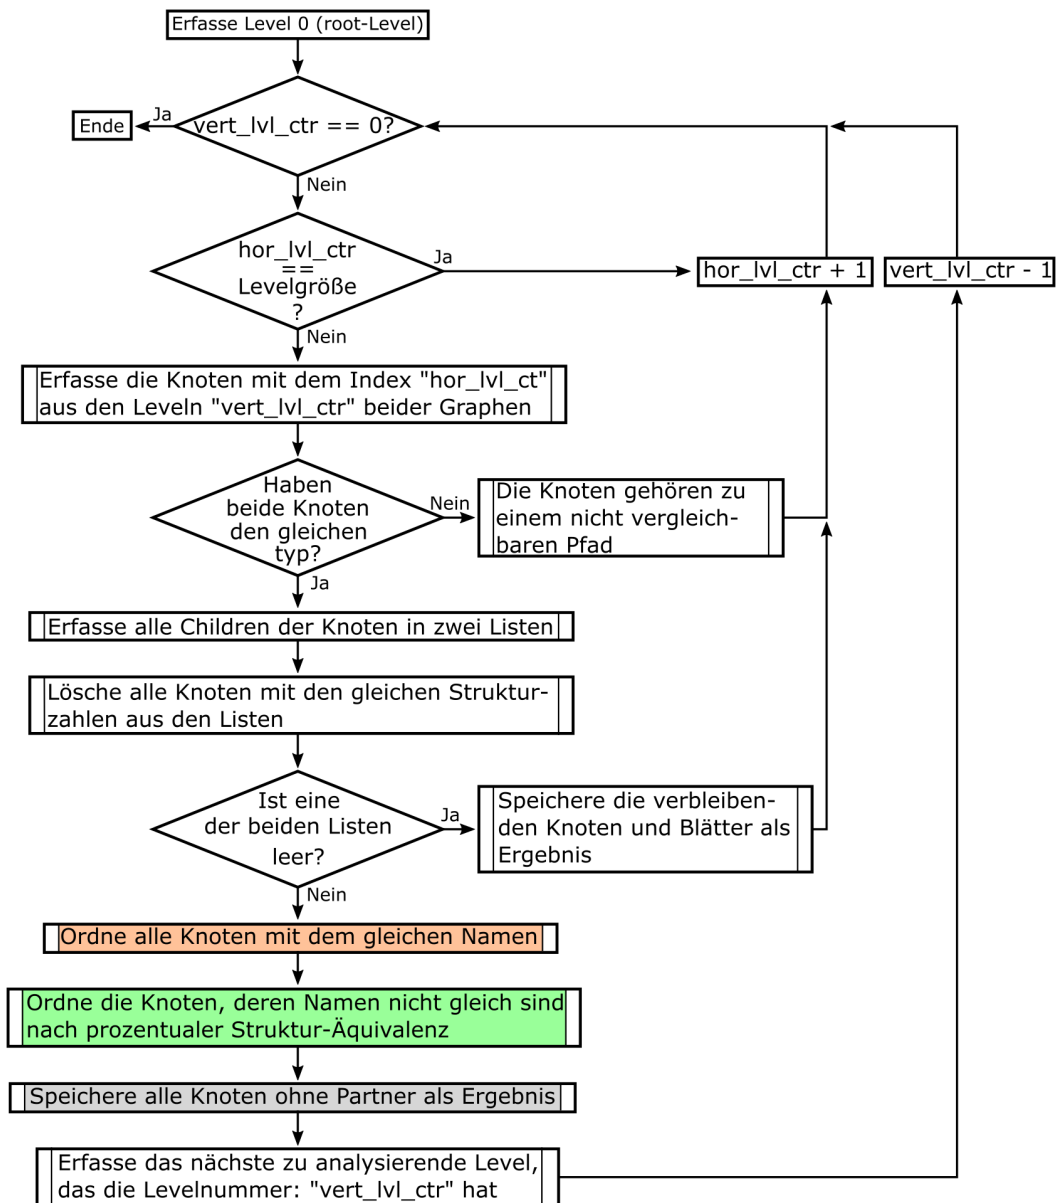 Erfasse Level 0 (root-Level)
Ende
Ja
vert_lvl_ctr == 0?
Nein
hor_lvl_ctr
==
Levelgröße
?
Ja
hor_lvl_ctr + 1
vert_lvl_ctr - 1
Nein
Erfasse die Knoten mit dem Index "hor_lvl_ct"
aus den Leveln "vert_lvl_ctr" beider Graphen
Haben
beide Knoten
den gleichen
typ?
Nein
Die Knoten gehören zu
einem nicht vergleich-
baren Pfad
Ja
Erfasse alle Children der Knoten in zwei Listen
Lösche alle Knoten mit den gleichen Struktur-
zahlen aus den Listen
Ist eine
der beiden Listen
leer?
Ja
Speichere die verbleiben-
den Knoten und Blätter als
Ergebnis
Nein
Ordne alle Knoten mit dem gleichen Namen
Ordne die Knoten, deren Namen nicht gleich sind
nach prozentualer Struktur-Äquivalenz
Speichere alle Knoten ohne Partner als Ergebnis
Erfasse das nächste zu analysierende Level,
das die Levelnummer: "vert_lvl_ctr" hat